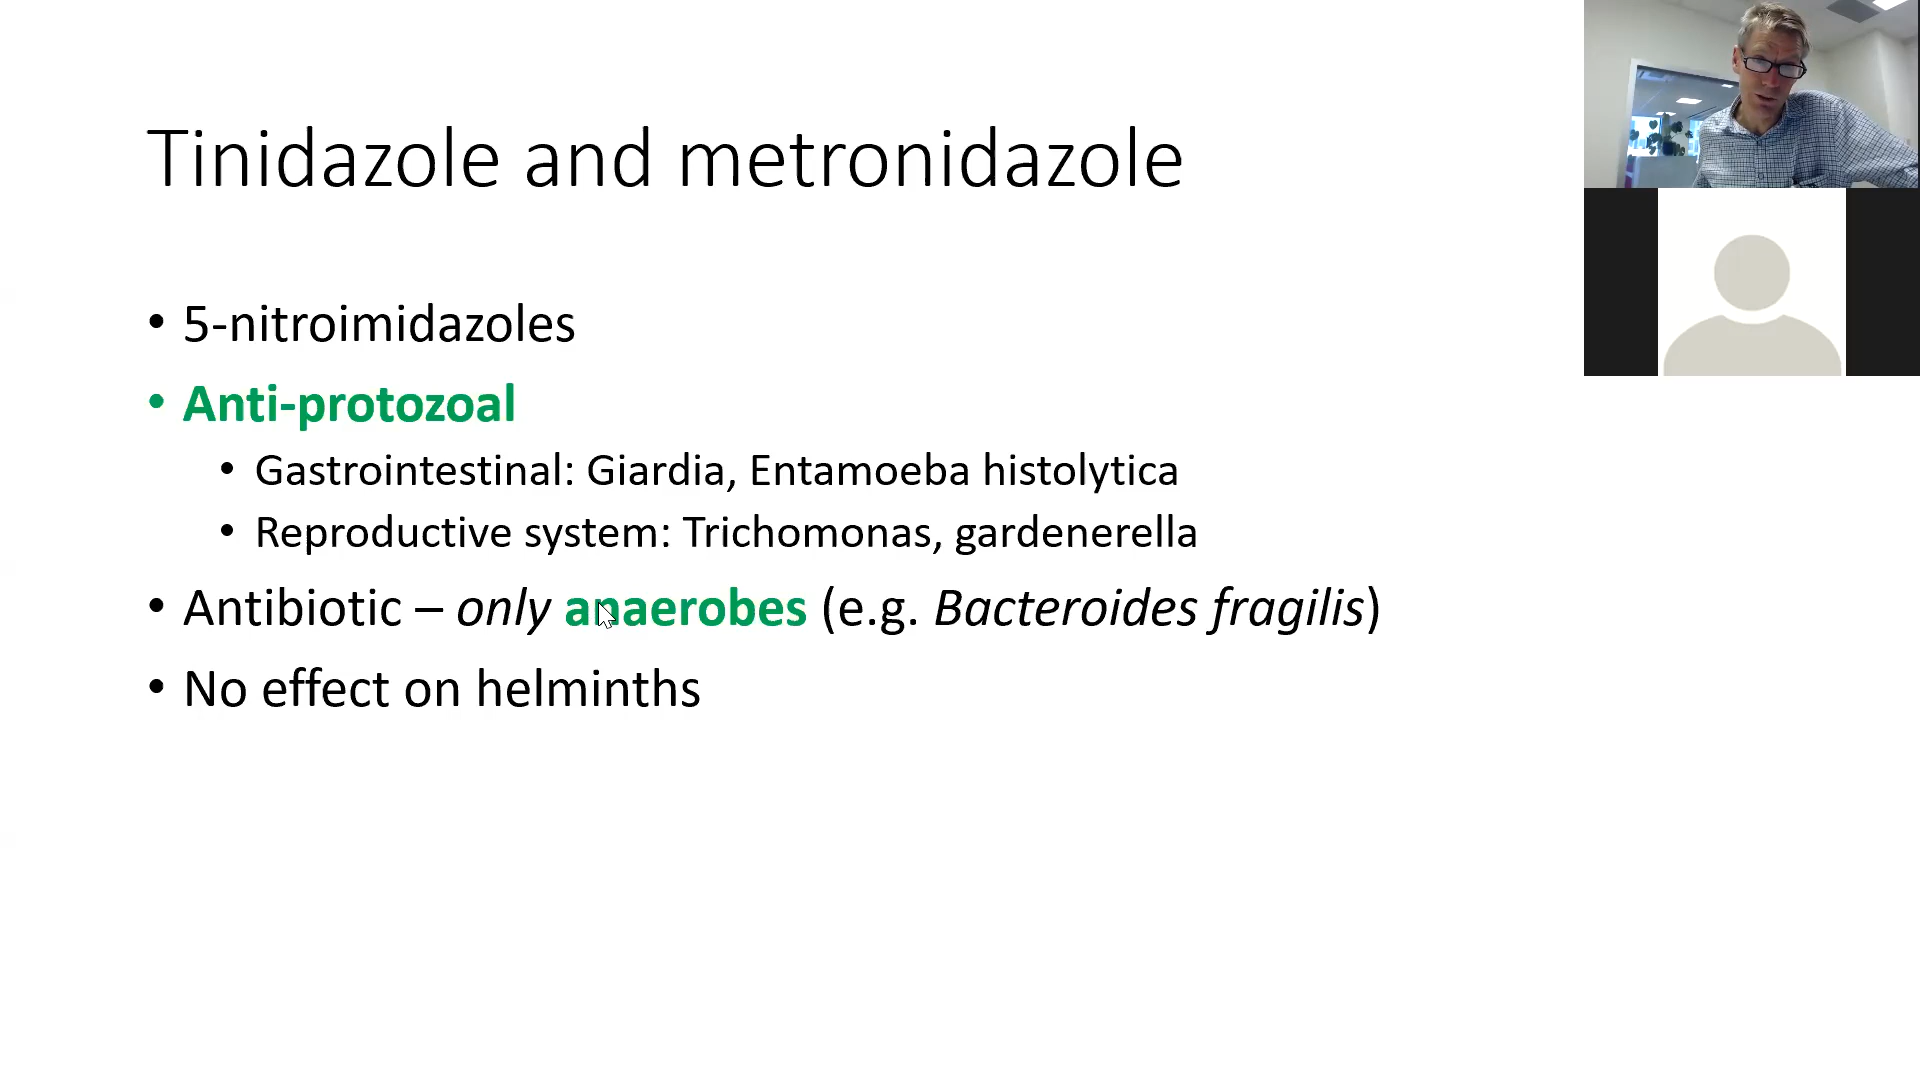 Tinidazole and metronidazole
• 5-nitroimidazoles
• Anti-protozoal
• Gastrointestinal: Giardia, Entamoeba histolytica
• Reproductive system: Trichomonas, gardenerella
• Antibiotic – only anaerobes (e.g. Bacteroides fragilis)
• No effect on helminths